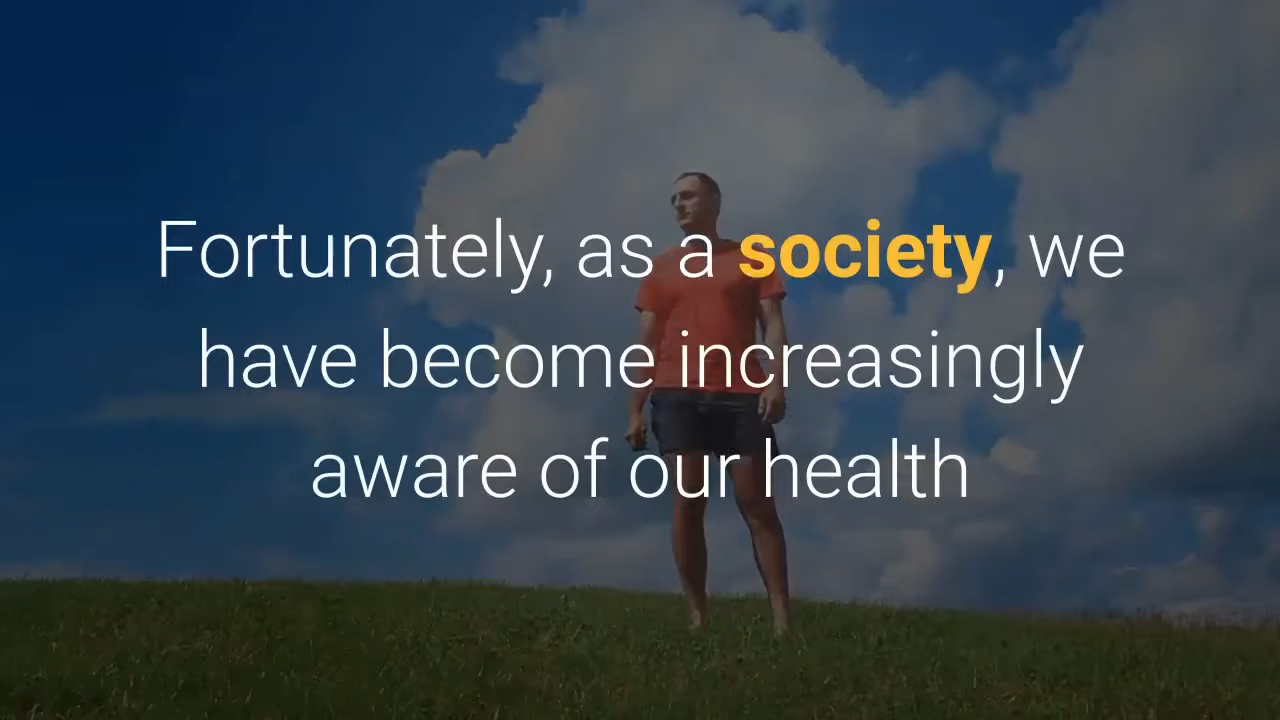 Fortunately, as a society, we
have become increasingly
aware of our health